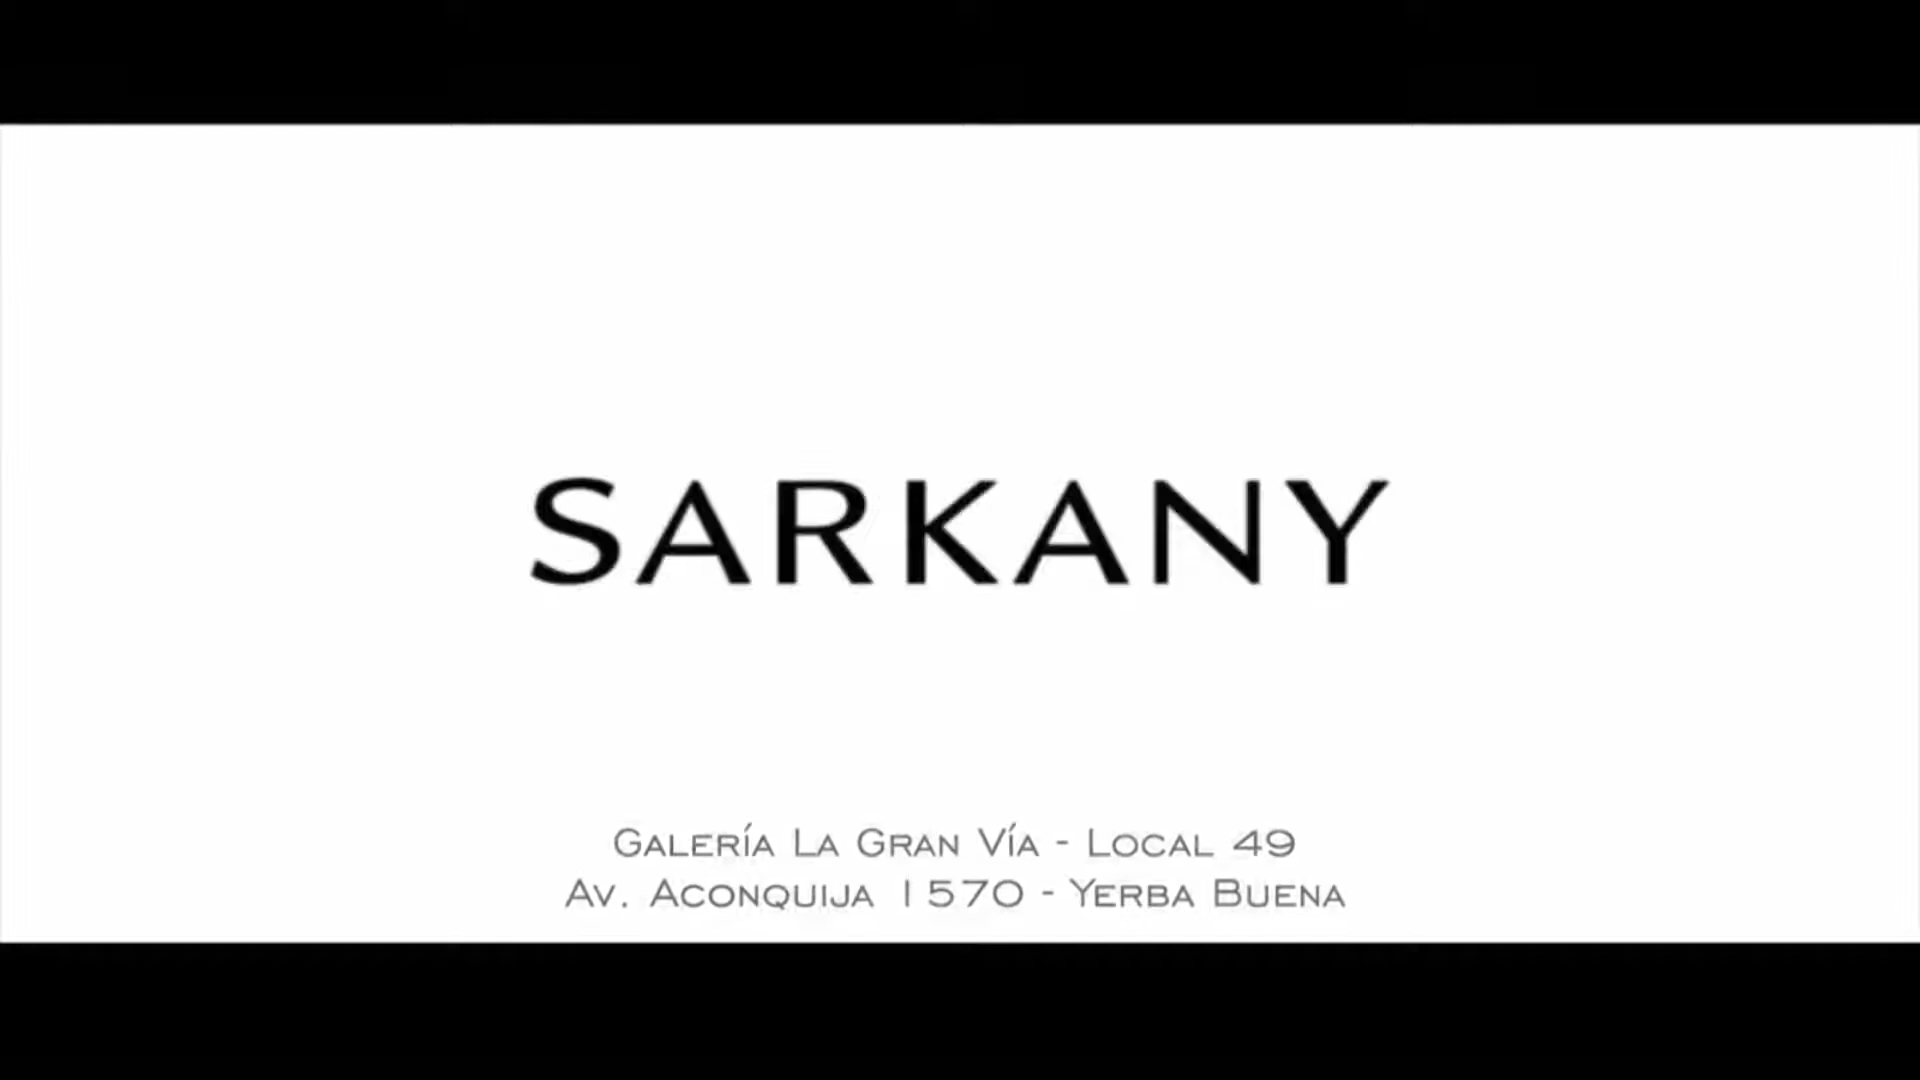 SARKANY
Galería La Gran Vía - Local 49
Av. Aconquija 1570 - Yerba Buena